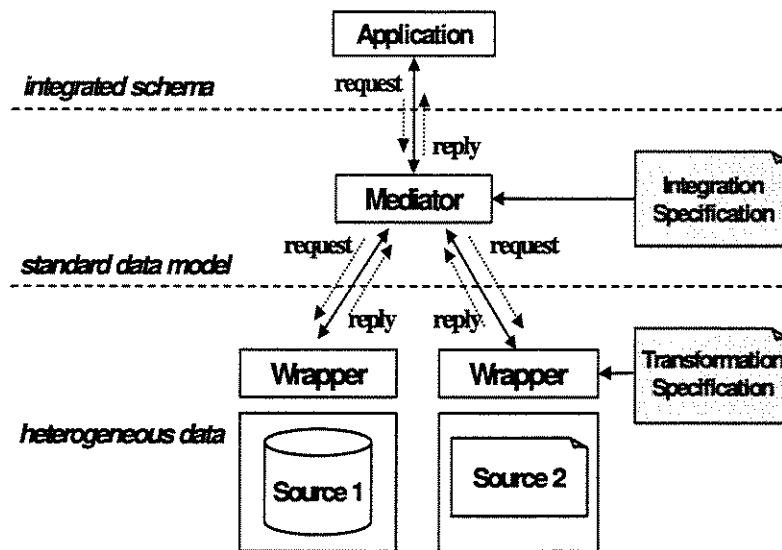 Application
request
integrated schema
reply
Mediator
Integration
Specification
request
request
standard data model
reply
reply
Wrapper
Wrapper
Transformation
Specification
heterogeneous data
Source 1
Source 2